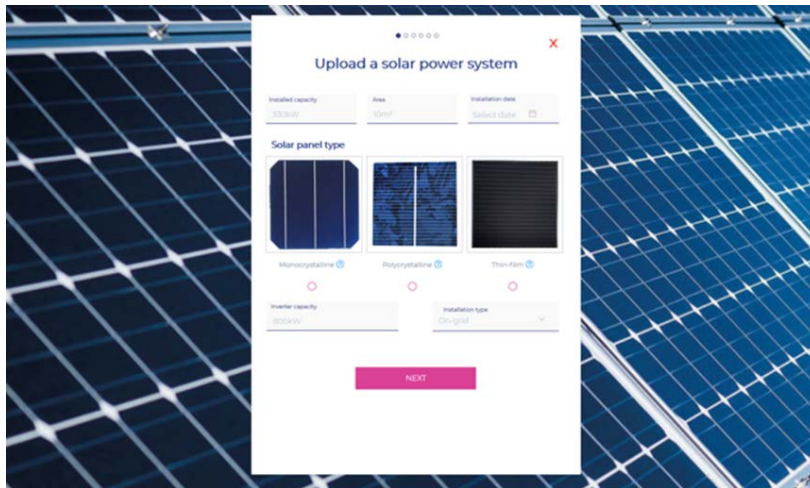 X
Upload a solar power system
Installed capacity Area Installation date
330kW 10m² Select date
Solar panel type
Monocrystalline ? Polycrystalline ? Thin-film ?
Inverter capacity Installation type
On/grid
NEXT